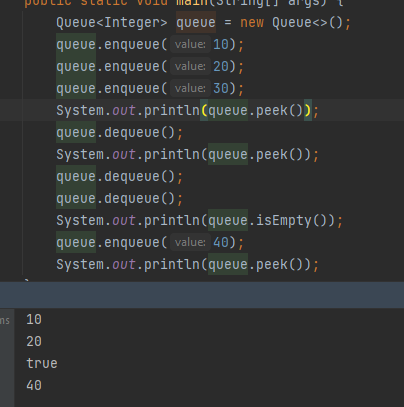 public static void main(String[] args) {
Queue<Integer> queue = new Queue<>();
queue.enqueue( value: 10);
queue.enqueue( value: 20);
queue.enqueue( value: 30);
System.out.println(queue.peek());
queue.dequeue();
System.out.println(queue.peek());
queue.dequeue();
queue.dequeue();
System.out.println(queue.isEmpty());
queue.enqueue( value: 40);
System.out.println(queue.peek());
}
ms
10
20
true
40